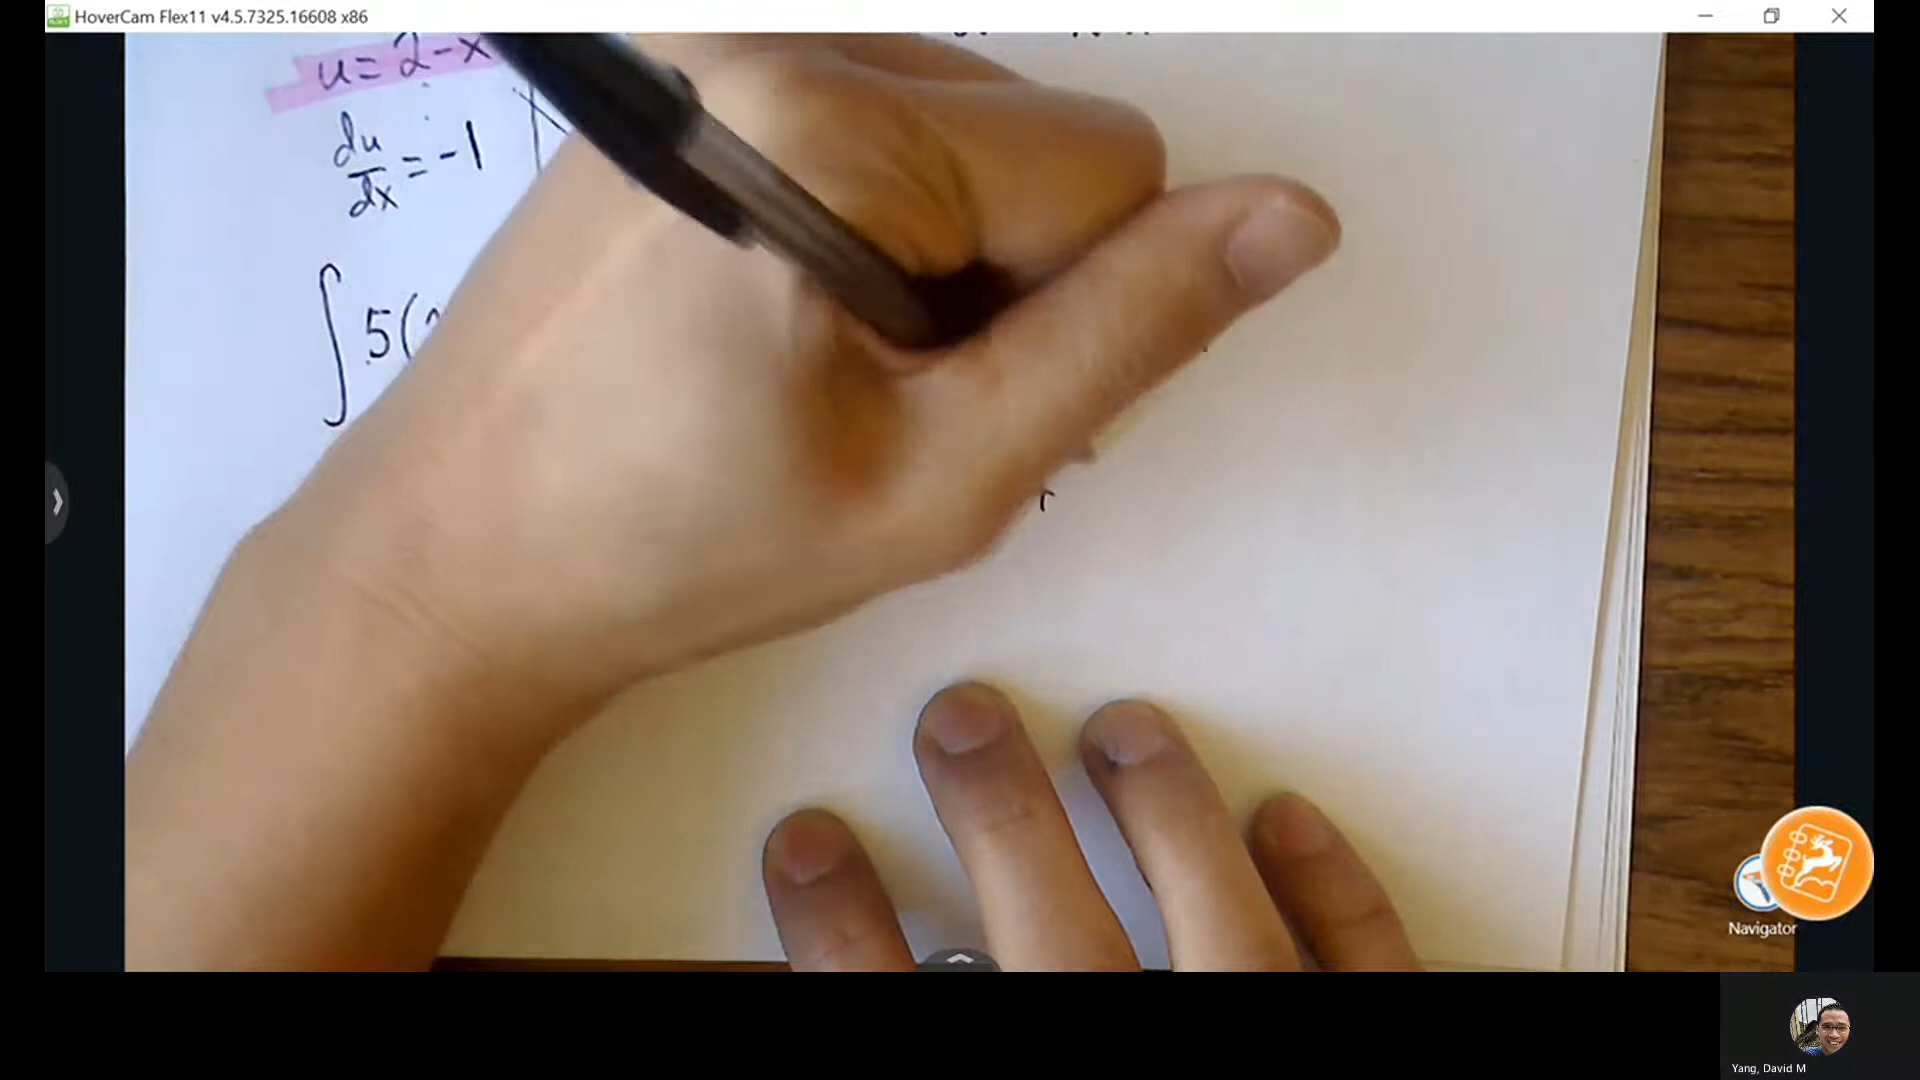 HoverCam Flex11 v4.5.7325.16608 x86
u = 2 - x
du/dx = -1
∫ 5(
Navigator
Yang, David M